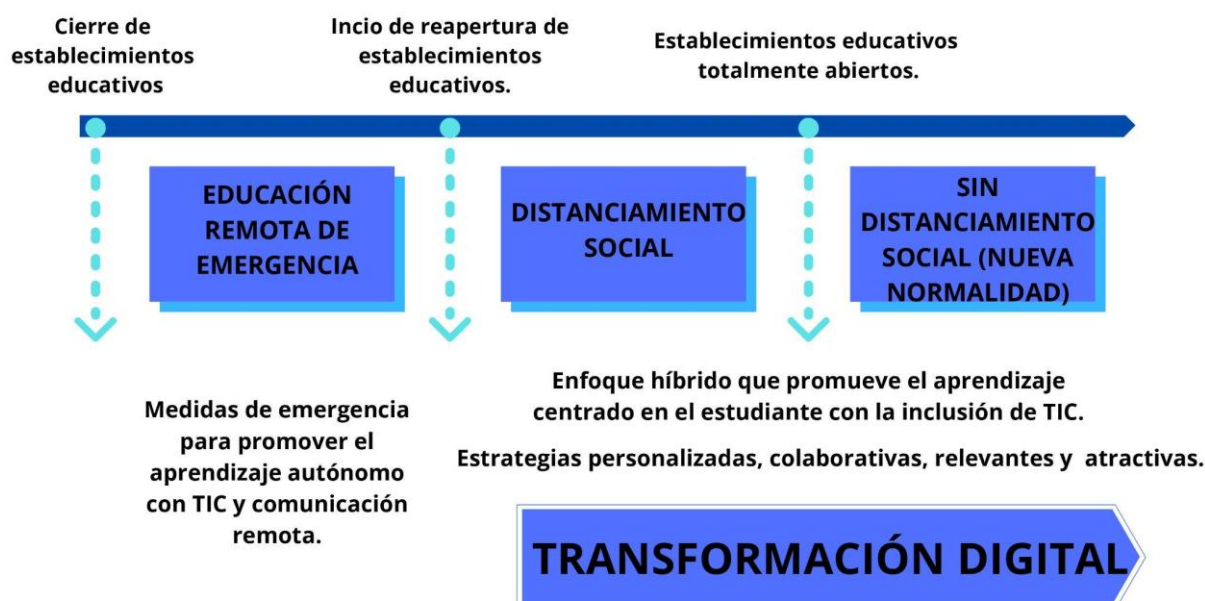 Cierre de
establecimientos
educativos
Incio de reapertura de
establecimientos
educativos.
Establecimientos educativos
totalmente abiertos.
EDUCACIÓN
REMOTA DE
EMERGENCIA
DISTANCIAMIENTO
SOCIAL
SIN
DISTANCIAMIENTO
SOCIAL (NUEVA
NORMALIDAD)
Medidas de emergencia
para promover el
aprendizaje autónomo
con TIC y comunicación
remota.
Enfoque híbrido que promueve el aprendizaje
centrado en el estudiante con la inclusión de TIC.
Estrategias personalizadas, colaborativas, relevantes y atractivas.
TRANSFORMACIÓN DIGITAL